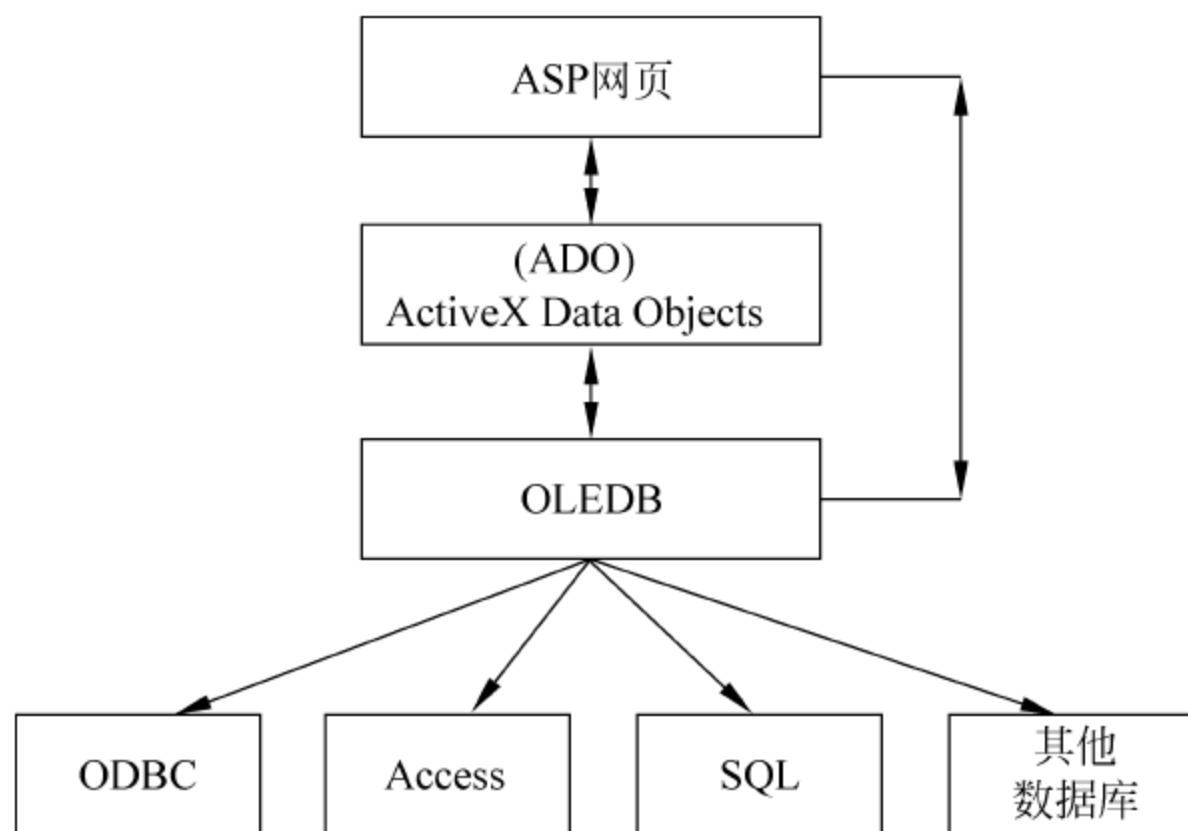 ASP网页
(ADO)
ActiveX Data Objects
OLEDB
ODBC
Access
SQL
其他
数据库